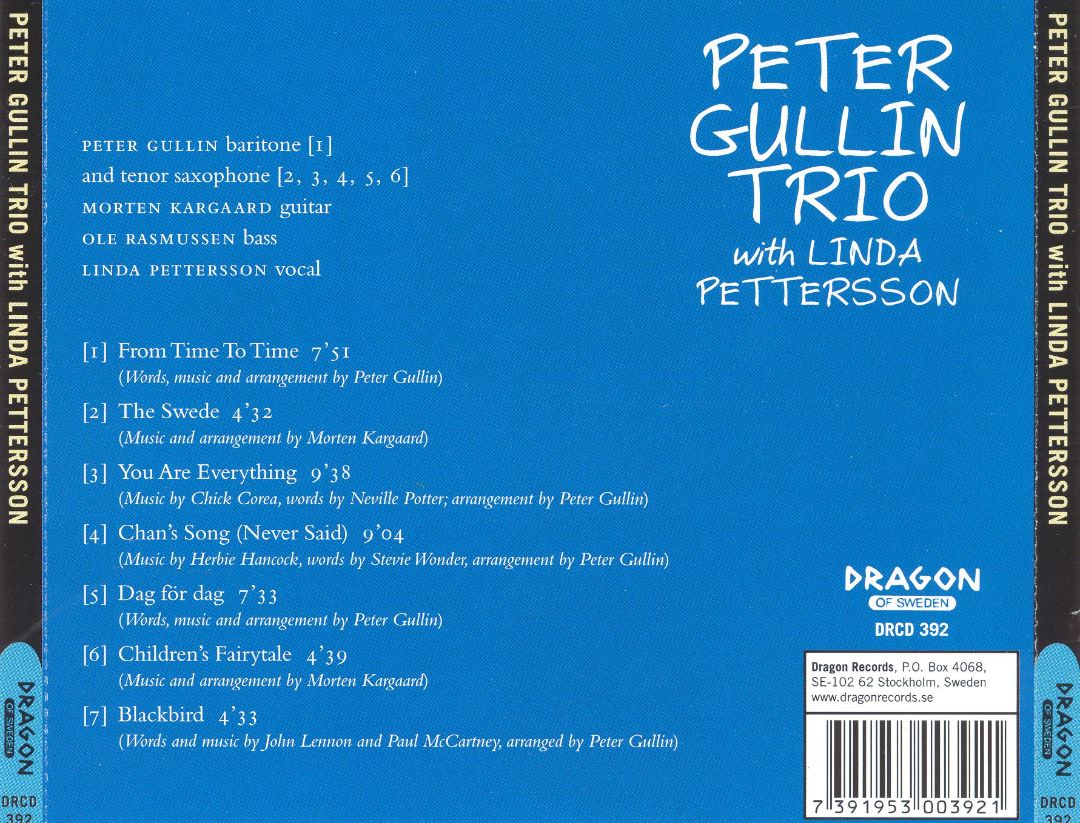 PETER GULLIN TRIO with LINDA PETTERSSON
DRAGON
OF SWEDEN
DRCD
392
PETER GULLIN baritone [1]
and tenor saxophone [2, 3, 4, 5, 6]
MORTEN KARGAARD guitar
OLE RASMUSSEN bass
LINDA PETTERSSON vocal
[1] From Time To Time 7’51
(Words, music and arrangement by Peter Gullin)
[2] The Swede 4’32
(Music and arrangement by Morten Kargaard)
[3] You Are Everything 9’38
(Music by Chick Corea, words by Neville Potter; arrangement by Peter Gullin)
[4] Chan’s Song (Never Said) 9’04
(Music by Herbie Hancock, words by Stevie Wonder, arrangement by Peter Gullin)
[5] Dag för dag 7’33
(Words, music and arrangement by Peter Gullin)
[6] Children’s Fairytale 4’39
(Music and arrangement by Morten Kargaard)
[7] Blackbird 4’33
(Words and music by John Lennon and Paul McCartney, arranged by Peter Gullin)
PETER
GULLIN
TRIO
with LINDA
PETTERSSON
DRAGON
OF SWEDEN
DRCD 392
Dragon Records, P.O. Box 4068,
SE-102 62 Stockholm, Sweden
www.dragonrecords.se
7 391953 003921
PETER GULLIN TRIO with LINDA PETTERSSON
DRAGON
OF SWEDEN
DRCD
392